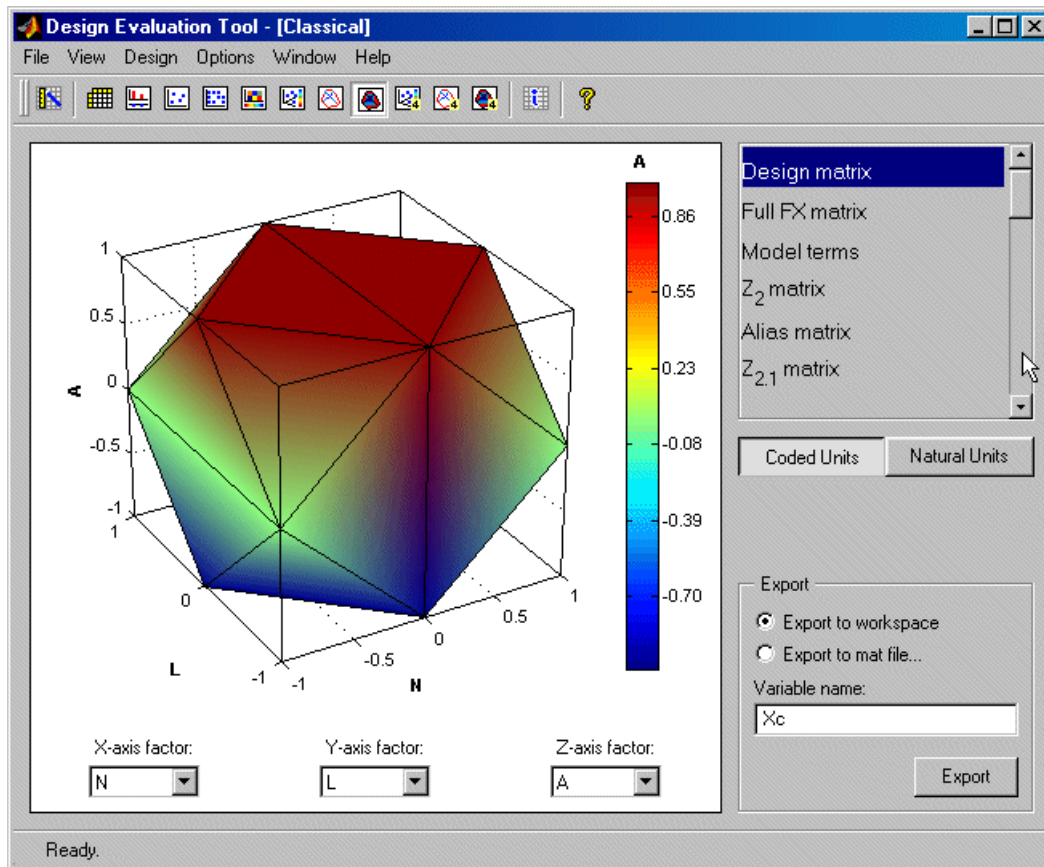 Design Evaluation Tool - [Classical]
File View Design Options Window Help
A
1
0.5
0
-0.5
-1
A
1
0
-1
L
-1
-0.5
0
0.5
1
N
0.86
0.55
0.23
-0.08
-0.39
-0.70
X-axis factor:
N
Y-axis factor:
L
Z-axis factor:
A
Design matrix
Full FX matrix
Model terms
Z2 matrix
Alias matrix
Z2.1 matrix
Coded Units
Natural Units
Export
Export to workspace
Export to mat file...
Variable name:
Xc
Export
Ready.